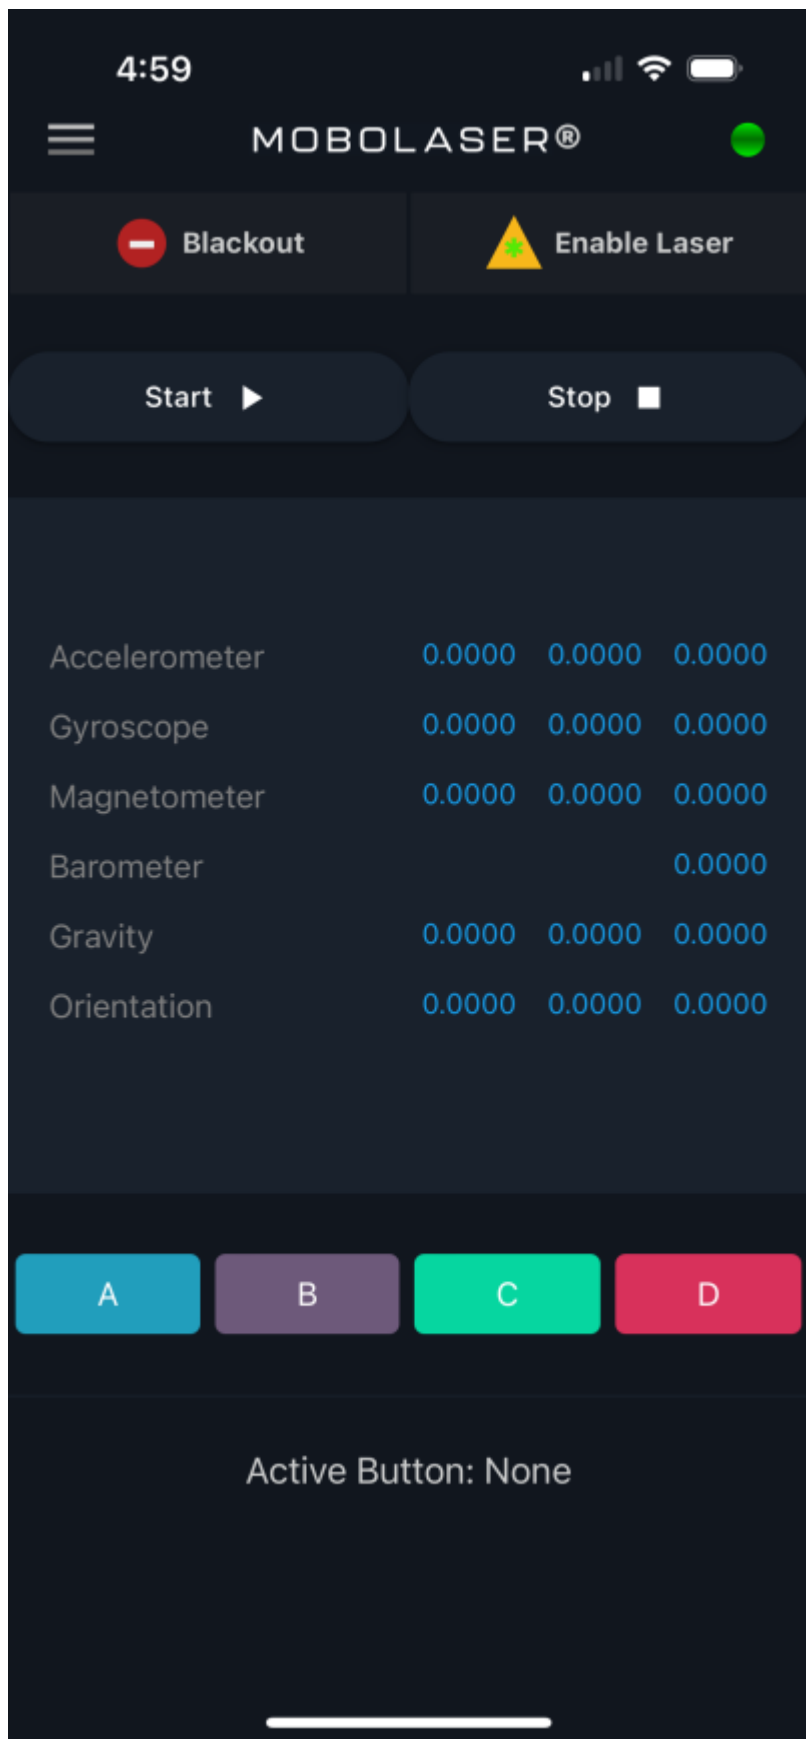 4:59
MOBOLASER®
Blackout Enable Laser
Start Stop
Accelerometer 0.0000 0.0000 0.0000
Gyroscope 0.0000 0.0000 0.0000
Magnetometer 0.0000 0.0000 0.0000
Barometer 0.0000
Gravity 0.0000 0.0000 0.0000
Orientation 0.0000 0.0000 0.0000
A B C D
Active Button: None